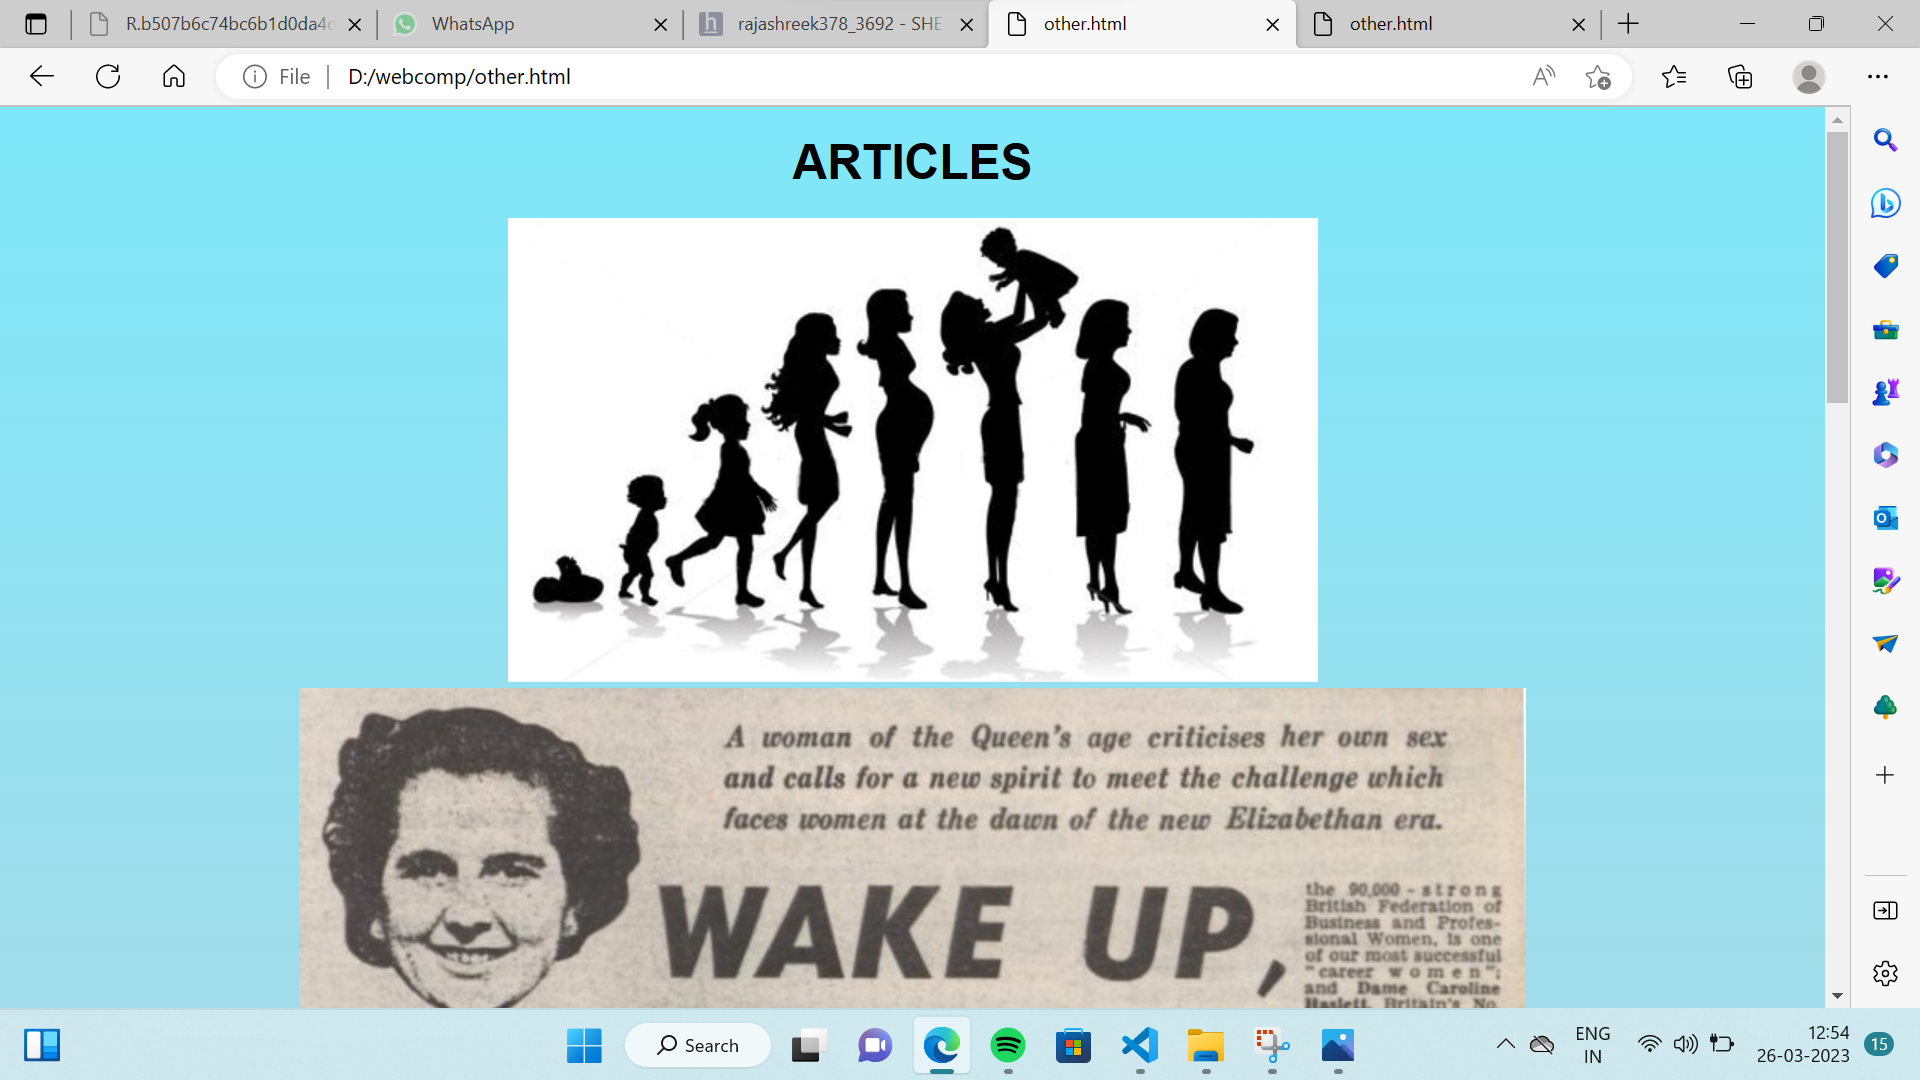 R.b507b6c74bc6b1d0da4c
WhatsApp
rajashreek378_3692 - SHE
other.html
other.html
File
D:/webcomp/other.html
ARTICLES
A woman of the Queen's age criticises her own sex
and calls for a new spirit to meet the challenge which
faces women at the dawn of the new Elizabethan era.
WAKE UP,
the 90,000-strong
British Federation of
Business and Profes-
sional Women, is one
of our most successful
"career women";
and Dame Caroline
Haslett, Britain's No.
Search
ENG
IN
12:54
26-03-2023
15